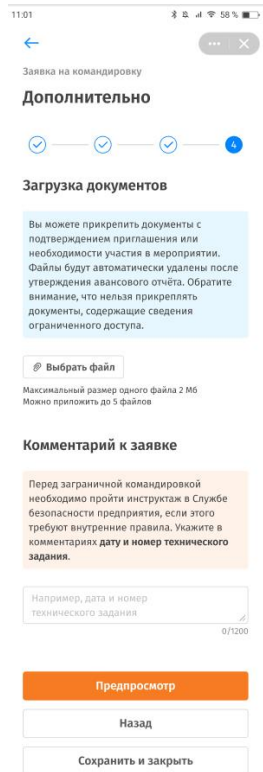 11:01
58 %
Заявка на командировку
Дополнительно
4
Загрузка документов
Вы можете прикрепить документы с
подтверждением приглашения или
необходимости участия в мероприятии.
Файлы будут автоматически удалены после
утверждения авансового отчёта. Обратите
внимание, что нельзя прикреплять
документы, содержащие сведения
ограниченного доступа.
Выбрать файл
Максимальный размер одного файла 2 Мб
Можно приложить до 5 файлов
Комментарий к заявке
Перед заграничной командировкой
необходимо пройти инструктаж в Службе
безопасности предприятия, если этого
требуют внутренние правила. Укажите в
комментариях дату и номер технического
задания.
Например, дата и номер
технического задания
0/1200
Предпросмотр
Назад
Сохранить и закрыть